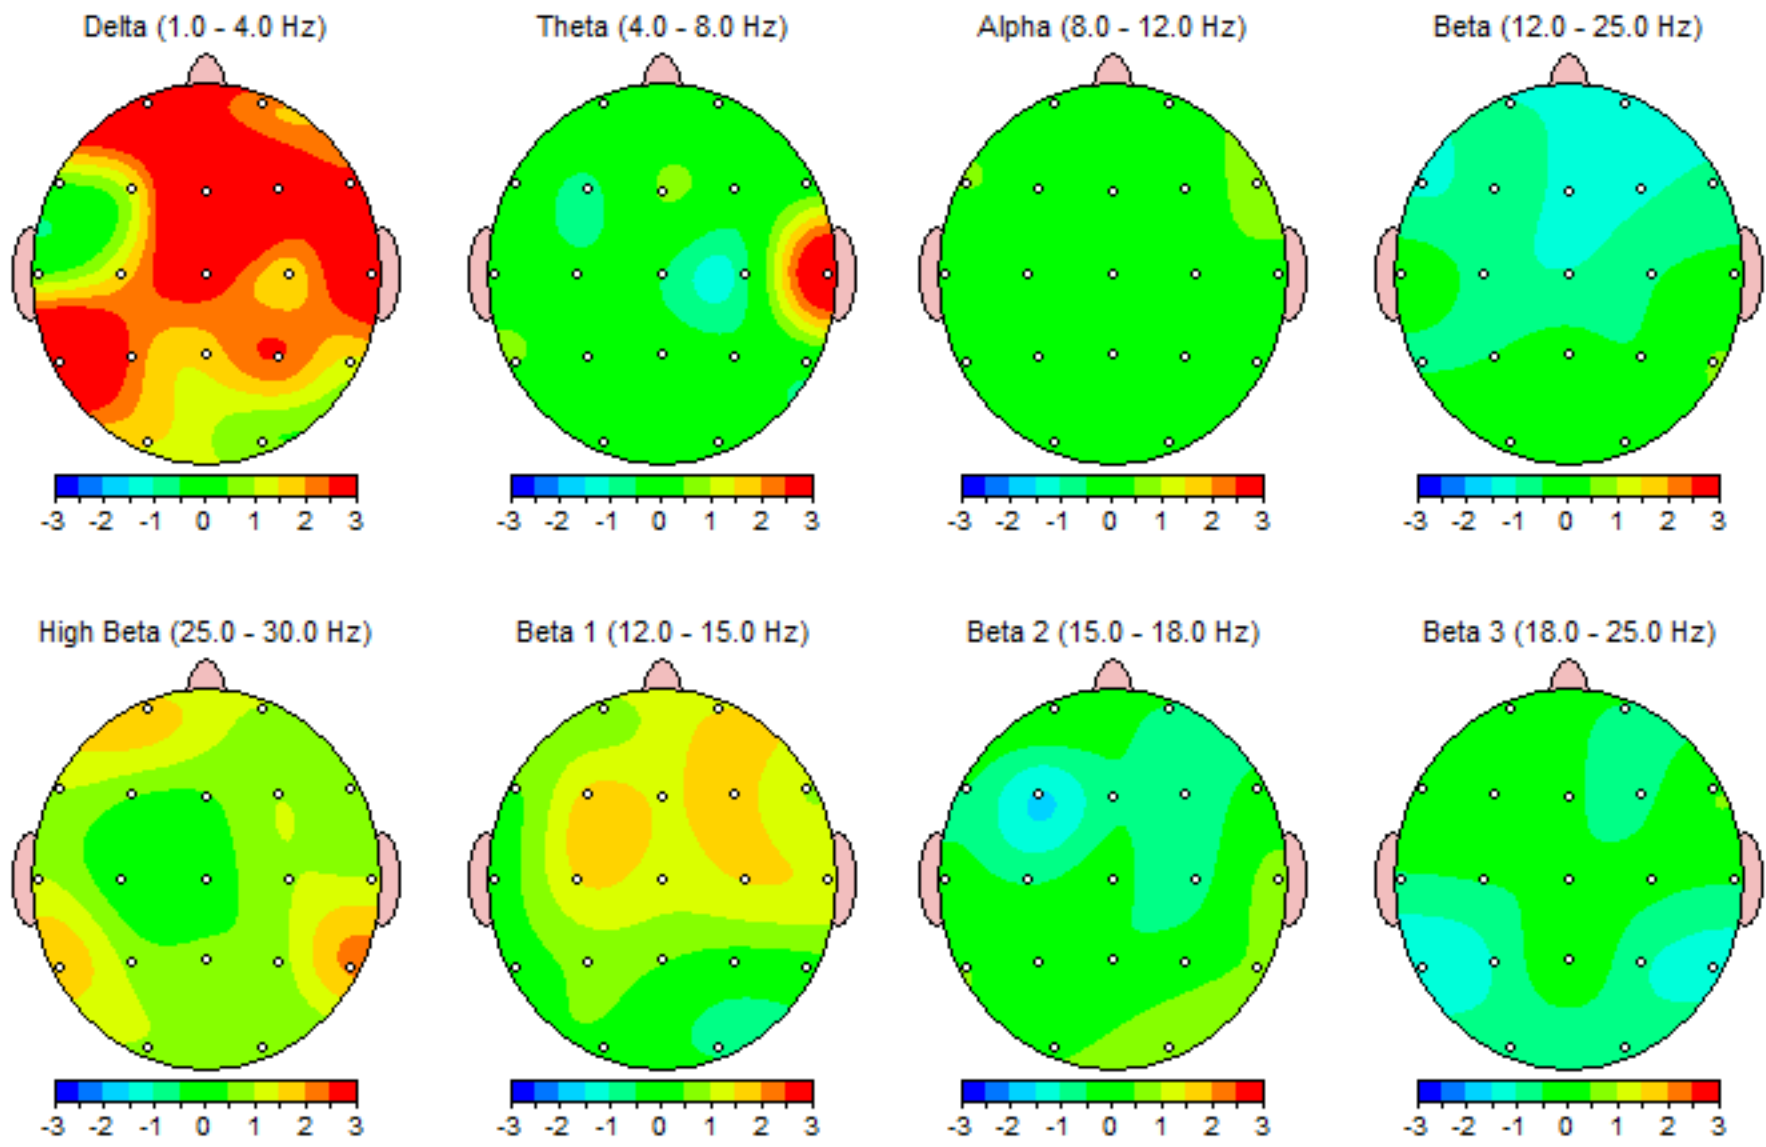 Delta (1.0 - 4.0 Hz) Theta (4.0 - 8.0 Hz) Alpha (8.0 - 12.0 Hz) Beta (12.0 - 25.0 Hz)
-3 -2 -1 0 1 2 3 -3 -2 -1 0 1 2 3 -3 -2 -1 0 1 2 3 -3 -2 -1 0 1 2 3
High Beta (25.0 - 30.0 Hz) Beta 1 (12.0 - 15.0 Hz) Beta 2 (15.0 - 18.0 Hz) Beta 3 (18.0 - 25.0 Hz)
-3 -2 -1 0 1 2 3 -3 -2 -1 0 1 2 3 -3 -2 -1 0 1 2 3 -3 -2 -1 0 1 2 3